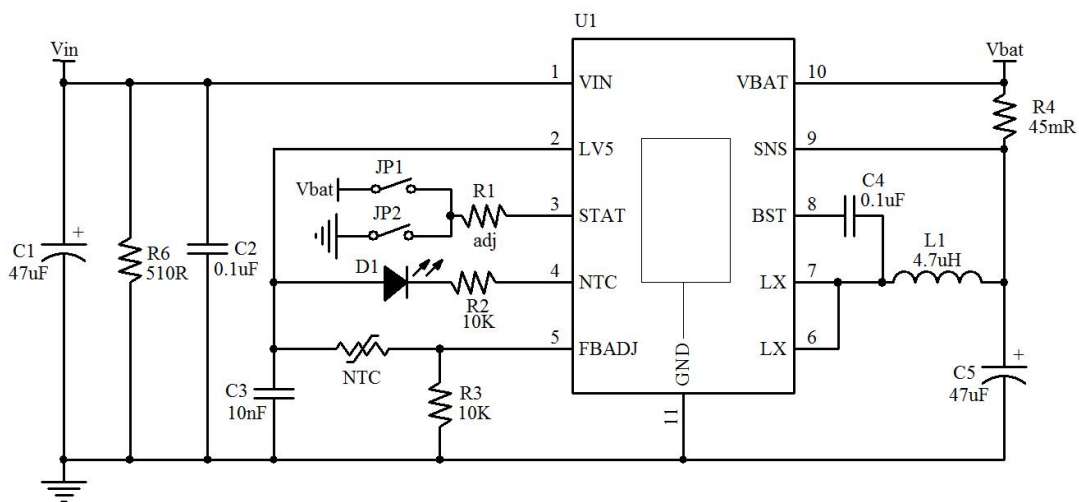 U1
Vin
Vbat
1
VIN
VBAT
10
R4
45mR
2
LV5
SNS
9
JP1
Vbat
R1
C4
0.1uF
JP2
3
STAT
BST
8
adj
C1
+
47uF
R6
510R
C2
0.1uF
D1
L1
4.7uH
4
NTC
LX
7
R2
10K
5
FBADJ
LX
6
NTC
GND
C3
10nF
R3
10K
C5
+
47uF
11